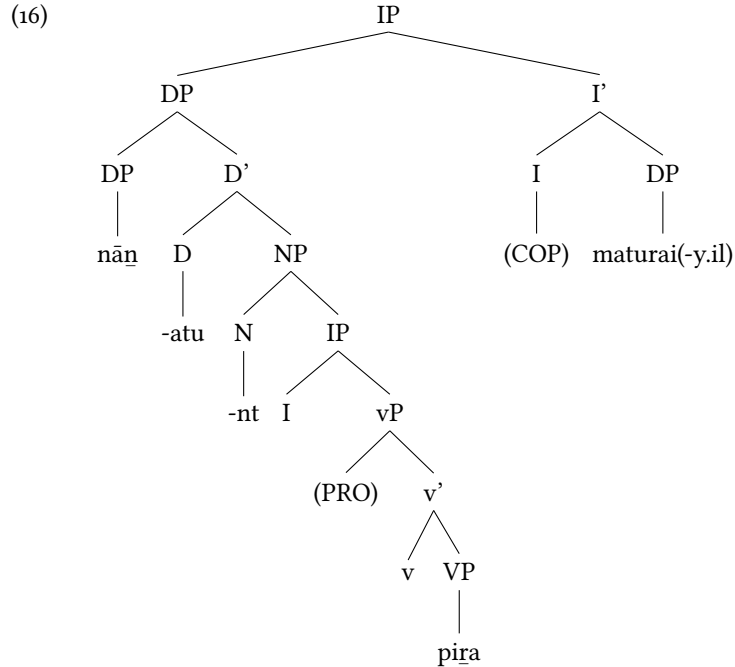 (16) IP
DP I’
DP D’ I DP
nāṉ D NP (COP) maturai(-y.il)
-atu N IP
-nt I vP
(PRO) v’
v VP
piṟa